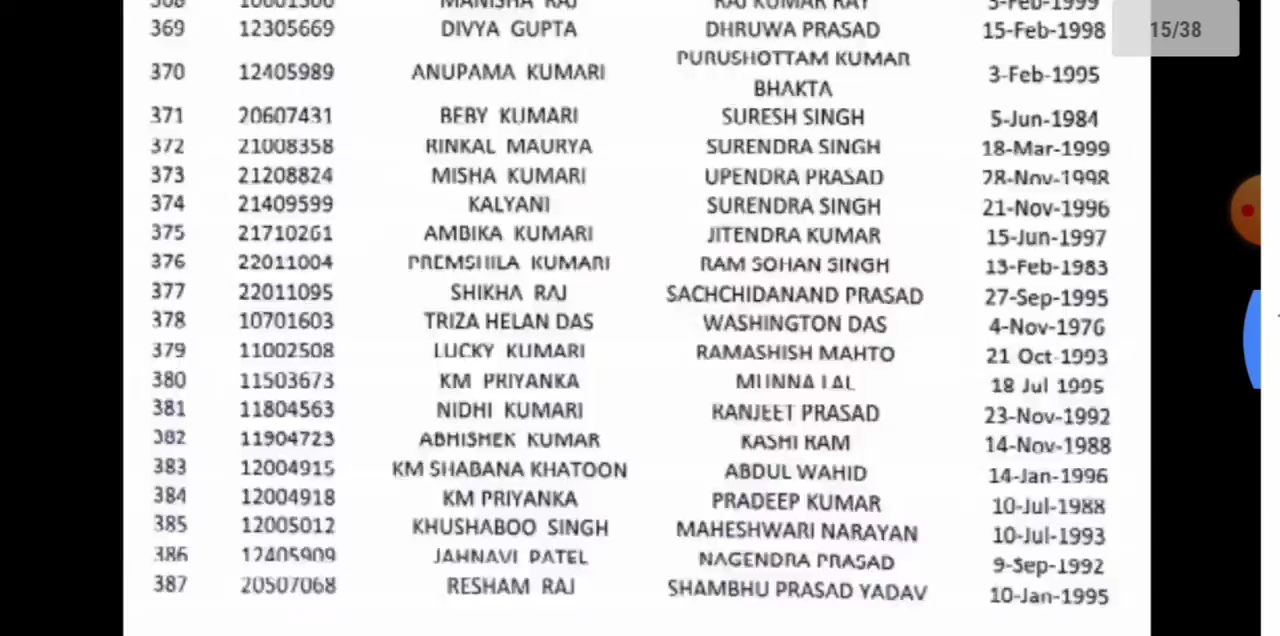 368 10601500 MANISHA RAJ RAJ KUMAR RAY 5-Feb-1999
369 12305669 DIVYA GUPTA DHRUWA PRASAD 15-Feb-1998 15/38
370 12405989 ANUPAMA KUMARI PURUSHOTTAM KUMAR BHAKTA 3-Feb-1995
371 20607431 BEBY KUMARI SURESH SINGH 5-Jun-1984
372 21008358 RINKAL MAURYA SURENDRA SINGH 18-Mar-1999
373 21208824 MISHA KUMARI UPENDRA PRASAD 28-Nov-1998
374 21409599 KALYANI SURENDRA SINGH 21-Nov-1996
375 21710261 AMBIKA KUMARI JITENDRA KUMAR 15-Jun-1997
376 22011004 PREMSHILA KUMARI RAM SOHAN SINGH 13-Feb-1983
377 22011095 SHIKHA RAJ SACHCHIDANAND PRASAD 27-Sep-1995
378 10701603 TRIZA HELAN DAS WASHINGTON DAS 4-Nov-1976
379 11002508 LUCKY KUMARI RAMASHISH MAHTO 21 Oct-1993
380 11503673 KM PRIYANKA MUNNA LAL 18 Jul 1995
381 11804563 NIDHI KUMARI RANJEET PRASAD 23-Nov-1992
382 11904723 ABHISHEK KUMAR KASHI RAM 14-Nov-1988
383 12004915 KM SHABANA KHATOON ABDUL WAHID 14-Jan-1996
384 12004918 KM PRIYANKA PRADEEP KUMAR 10-Jul-1988
385 12005012 KHUSHABOO SINGH MAHESHWARI NARAYAN 10-Jul-1993
386 12405909 JAHNAVI PATEL NAGENDRA PRASAD 9-Sep-1992
387 20507068 RESHAM RAJ SHAMBHU PRASAD YADAV 10-Jan-1995